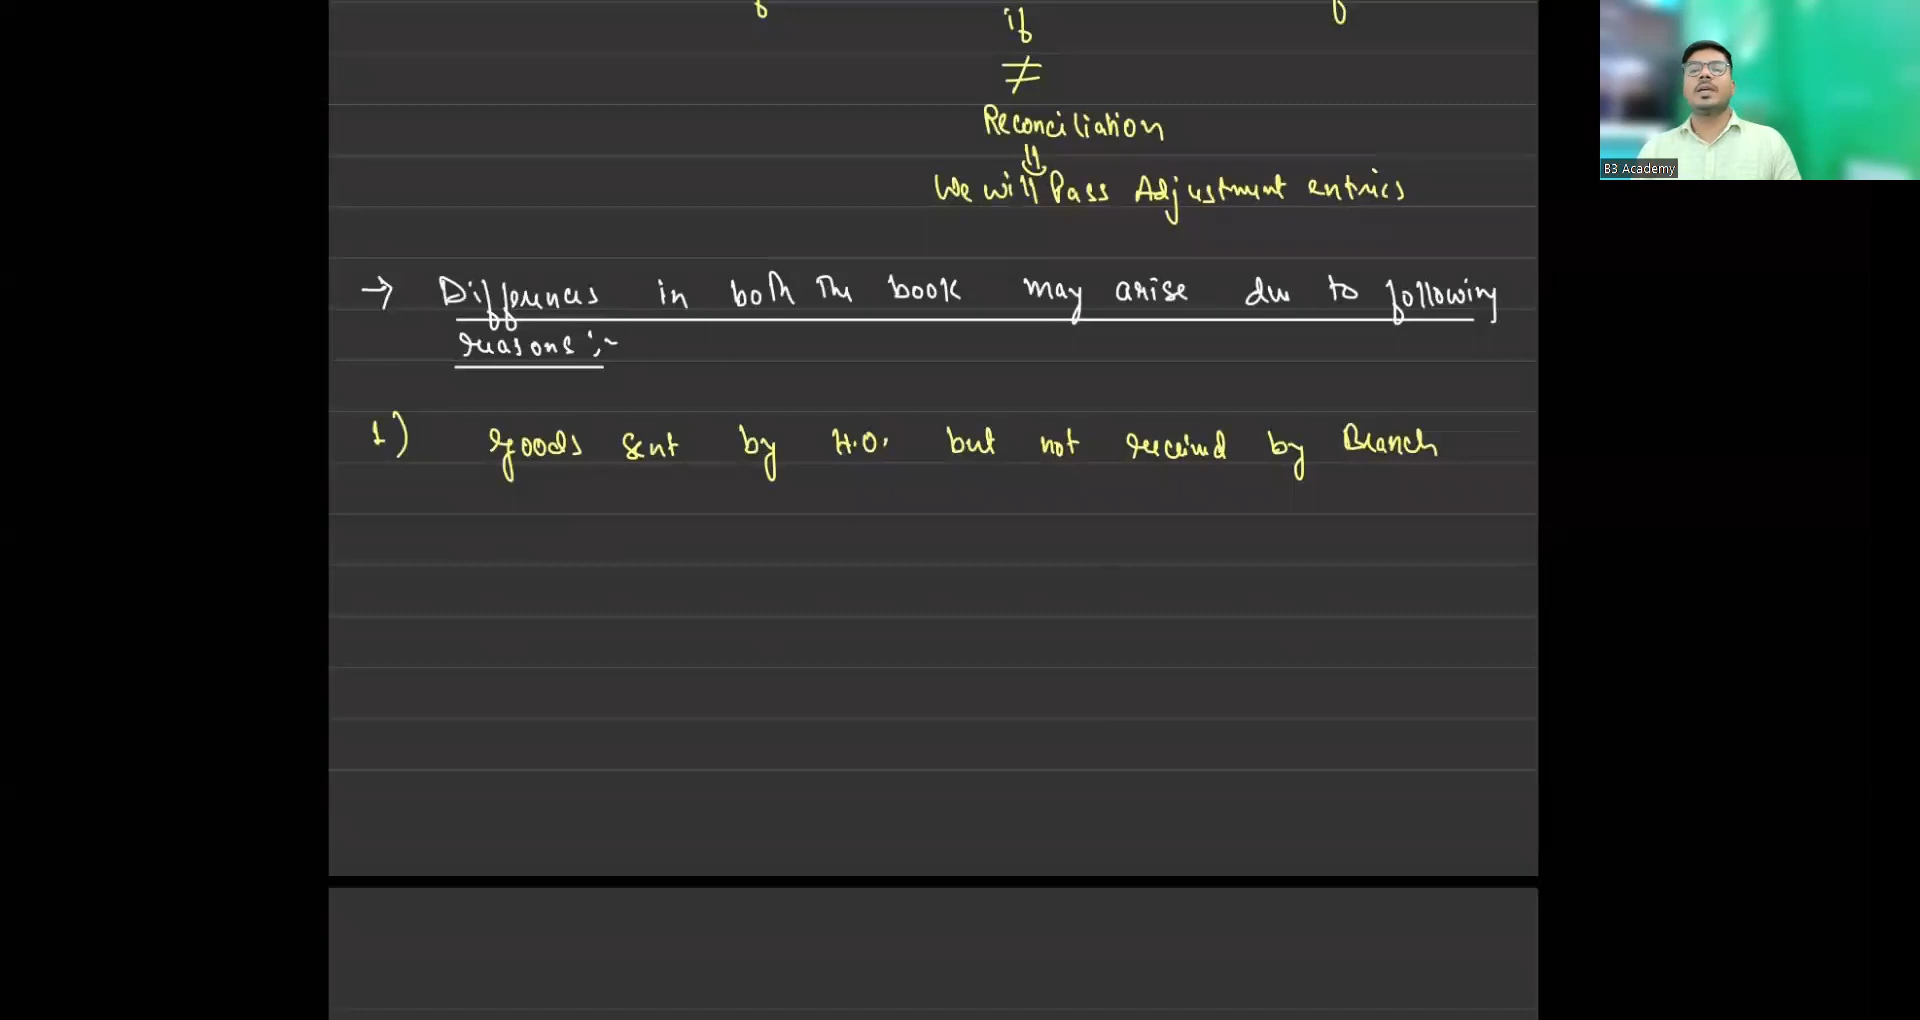 if
≠
Reconciliation
We will Pass Adjustment entries
B3 Academy
→ Differences in both the book may arise due to following
reasons :-
1) Goods sent by H.O. but not received by Branch